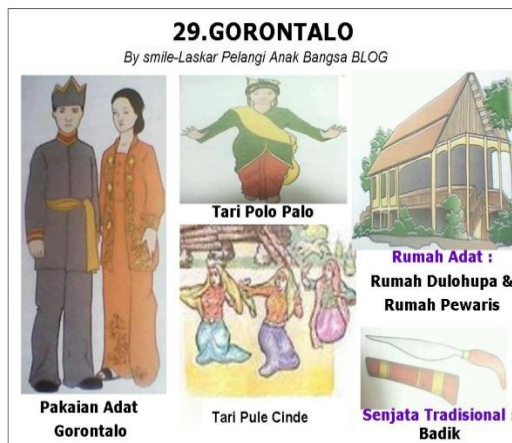 29.GORONTALO
By smile-Laskar Pelangi Anak Bangsa BLOG
Tari Polo Palo
Rumah Adat :
Rumah Dulohupa &
Rumah Pewaris
Pakaian Adat
Gorontalo
Tari Pule Cinde
Senjata Tradisional :
Badik